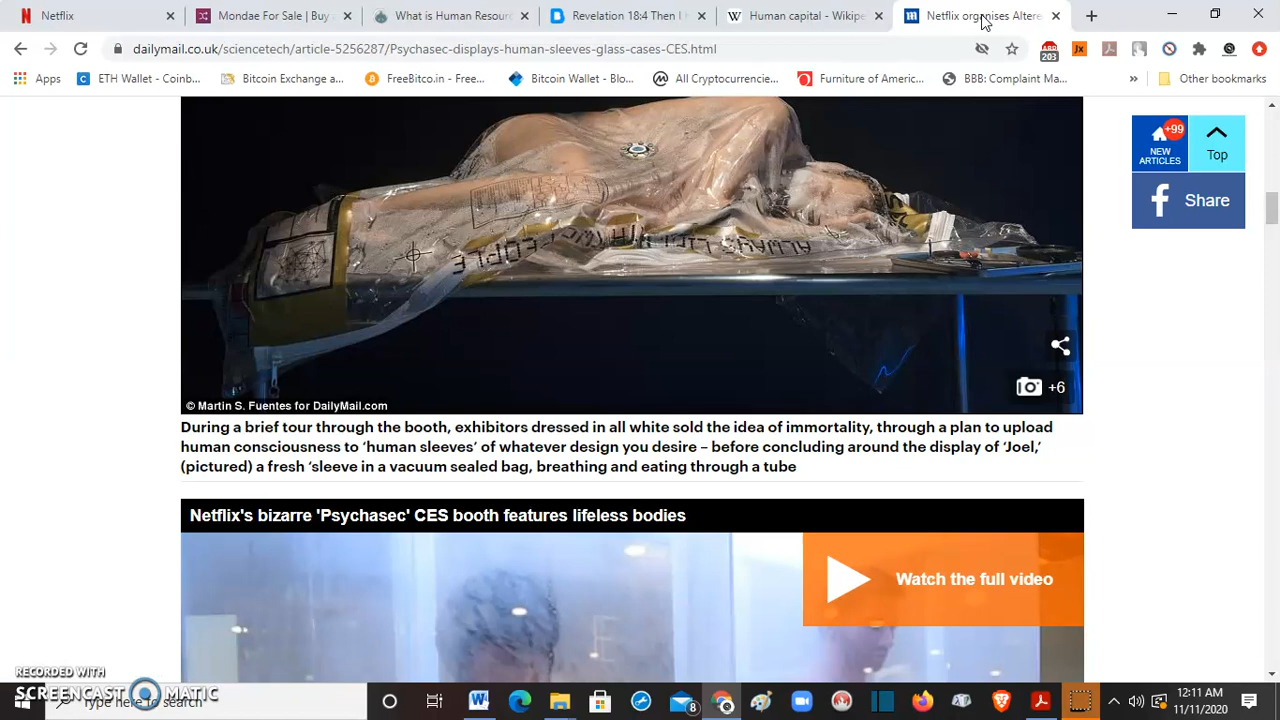 Netflix
Mondae For Sale | Buy
What is Human Resour
Revelation 18:4 Then I h
Human capital - Wikipe
Netflix organises Altere
dailymail.co.uk/sciencetech/article-5256287/Psychasec-displays-human-sleeves-glass-cases-CES.html
203
Apps
ETH Wallet - Coinb...
Bitcoin Exchange a...
FreeBitco.in - Free...
Bitcoin Wallet - Blo...
All Cryptocurrencie...
Furniture of Americ...
BBB: Complaint Ma...
»
Other bookmarks
+99
NEW
ARTICLES
Top
Share
PEOPLE
+6
© Martin S. Fuentes for DailyMail.com
During a brief tour through the booth, exhibitors dressed in all white sold the idea of immortality, through a plan to upload
human consciousness to ‘human sleeves’ of whatever design you desire – before concluding around the display of ‘Joel,’
(pictured) a fresh ‘sleeve in a vacuum sealed bag, breathing and eating through a tube
Netflix's bizarre 'Psychasec' CES booth features lifeless bodies
Watch the full video
RECORDED WITH
SCREENCAST MATIC
Type here to search
8
12:11 AM
11/11/2020